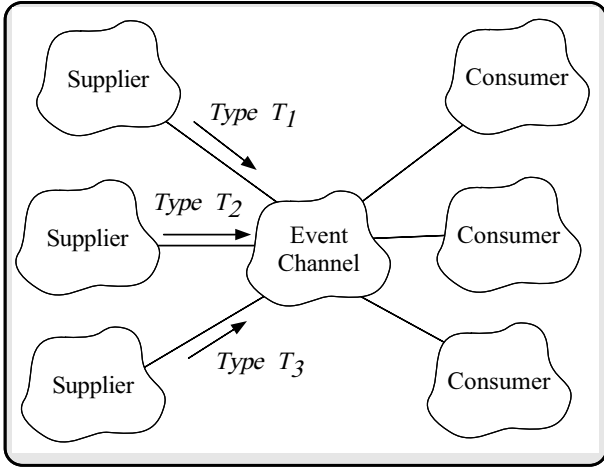 Supplier
Consumer
Type T1
Type T2
Supplier
Event
Channel
Consumer
Type T3
Supplier
Consumer